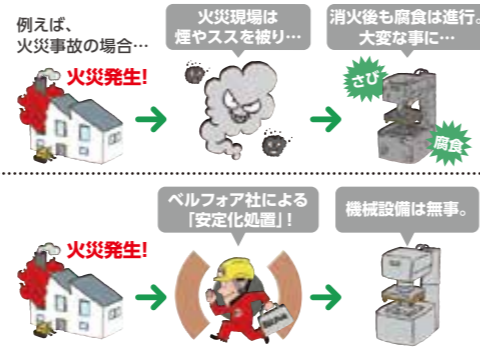 例えば、
火災事故の場合…
火災現場は
煙やススを被り…
消火後も腐食は進行。
大変な事に…
火災発生!
さび
腐食
ベルフォア社による
「安定化処置」!
機械設備は無事。
火災発生!